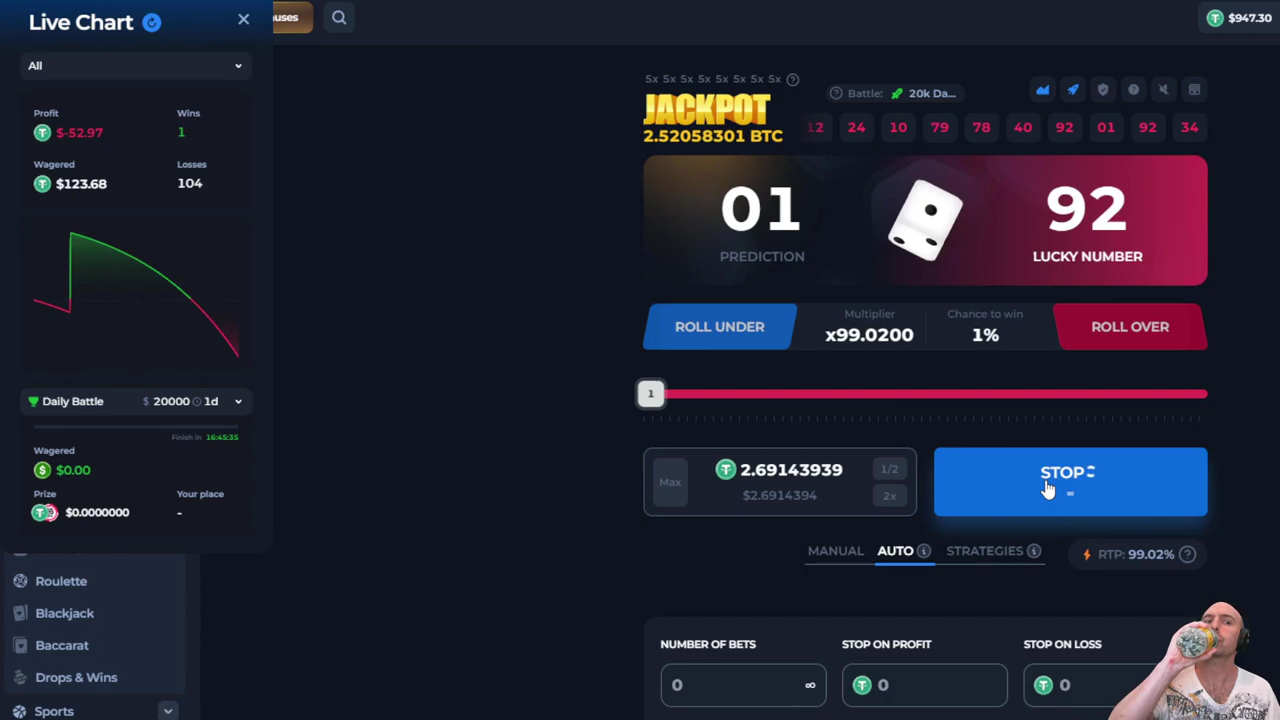 Live Chart
All
Profit
Wins
$-52.97
1
Wagered
Losses
$123.68
104
Daily Battle $ 20000 1d
Finish in 16:45:35
Wagered
$0.00
Prize
Your place
$0.0000000
-
Roulette
Blackjack
Baccarat
Drops & Wins
Sports
$947.30
5x 5x 5x 5x 5x 5x 5x 5x
JACKPOT
2.52058301 BTC
Battle: 20k Da...
12 24 10 79 78 40 92 01 92 34
01
PREDICTION
92
LUCKY NUMBER
ROLL UNDER
Multiplier
x99.0200
Chance to win
1%
ROLL OVER
1
Max
2.69143939
$2.6914394
1/2
2x
STOP
MANUAL AUTO STRATEGIES
RTP: 99.02%
NUMBER OF BETS
STOP ON PROFIT
STOP ON LOSS
0 ∞
0
0